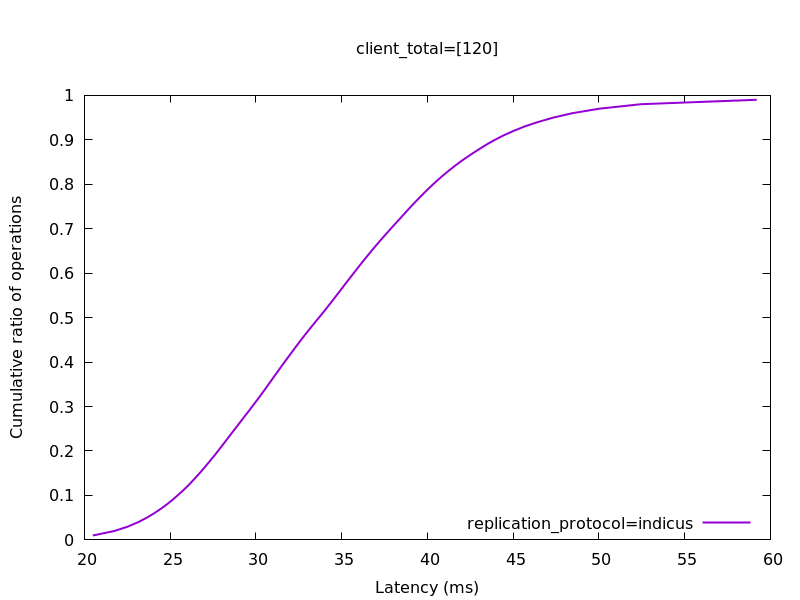 client_total=[120]
1
0.9
0.8
0.7
0.6
0.5
0.4
0.3
0.2
0.1
0
Cumulative ratio of operations
replication_protocol=indicus
20 25 30 35 40 45 50 55 60
Latency (ms)